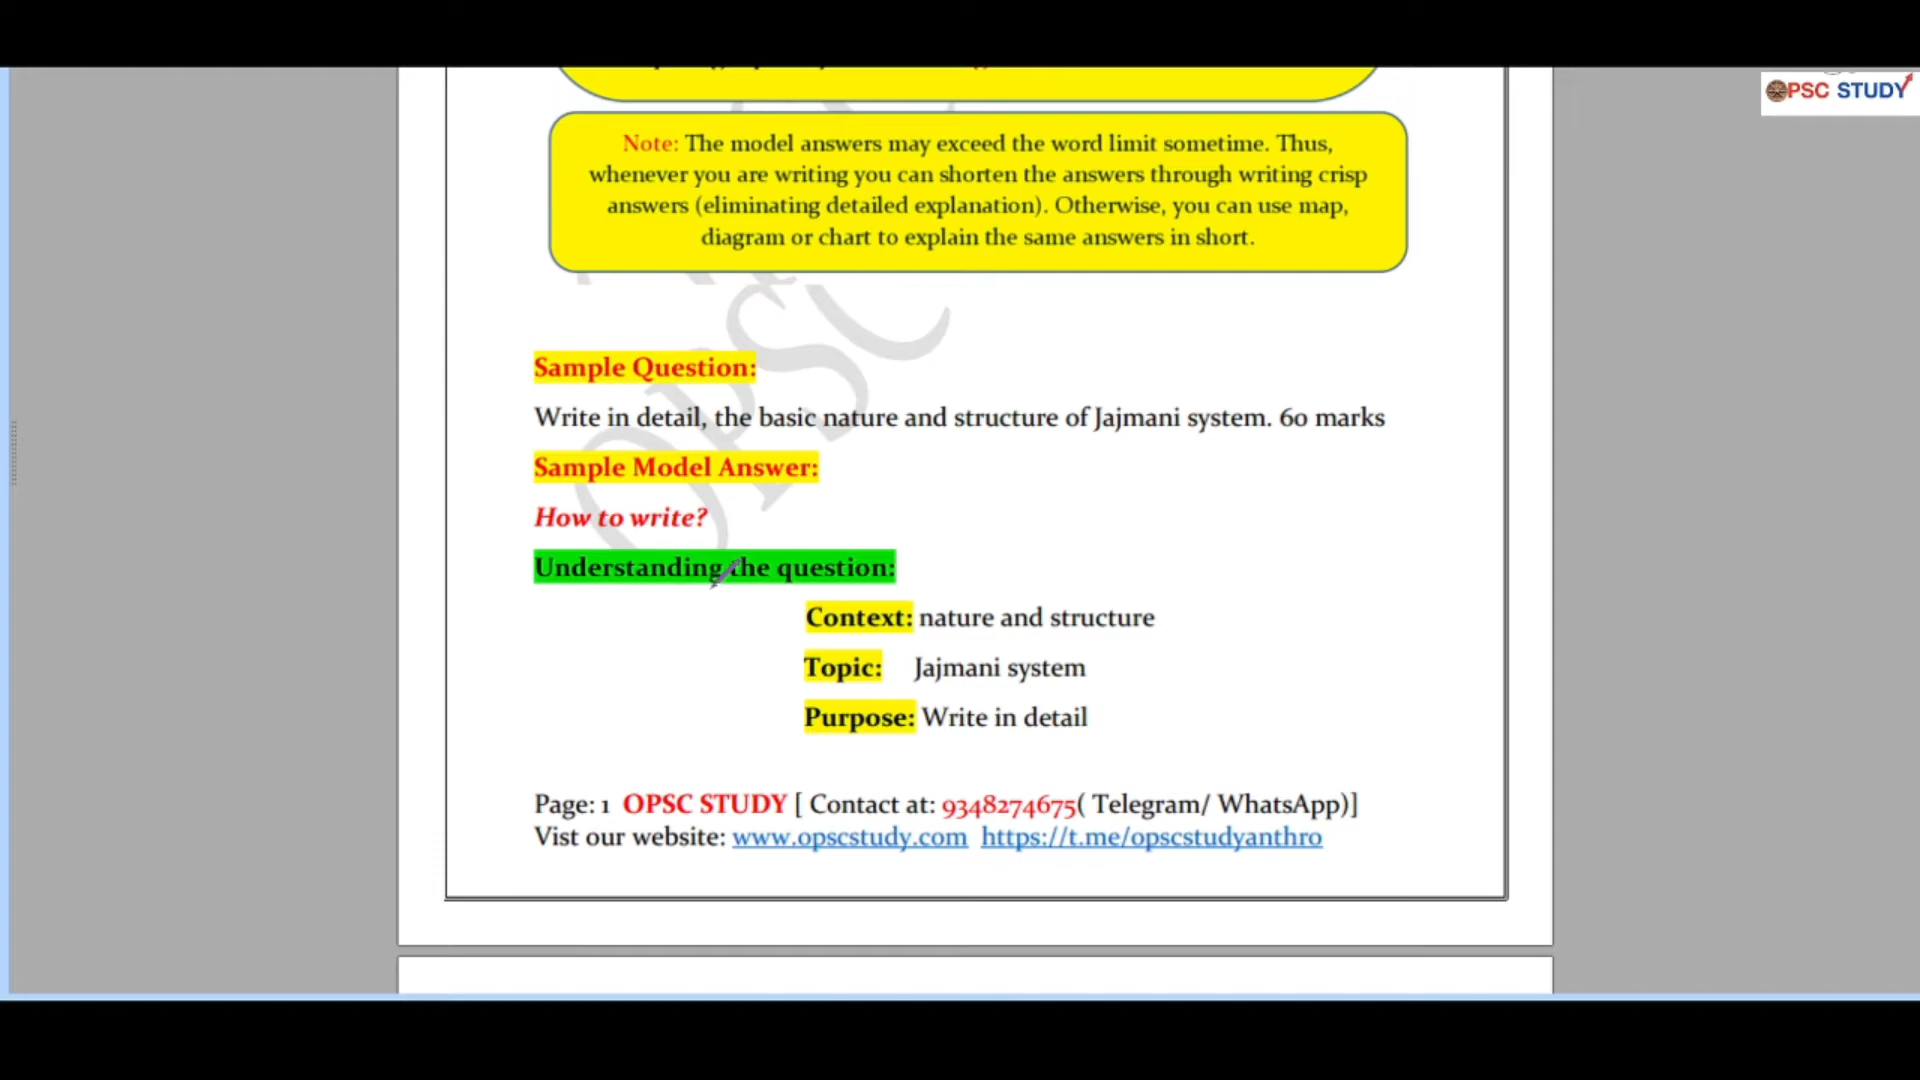 PSC STUDY
Note: The model answers may exceed the word limit sometime. Thus,
whenever you are writing you can shorten the answers through writing crisp
answers (eliminating detailed explanation). Otherwise, you can use map,
diagram or chart to explain the same answers in short.
OPSC
Sample Question:
Write in detail, the basic nature and structure of Jajmani system. 60 marks
Sample Model Answer:
How to write?
Understanding the question:
Context: nature and structure
Topic: Jajmani system
Purpose: Write in detail
Page: 1 OPSC STUDY [ Contact at: 9348274675( Telegram/ WhatsApp)]
Vist our website: www.opscstudy.com https://t.me/opscstudyanthro